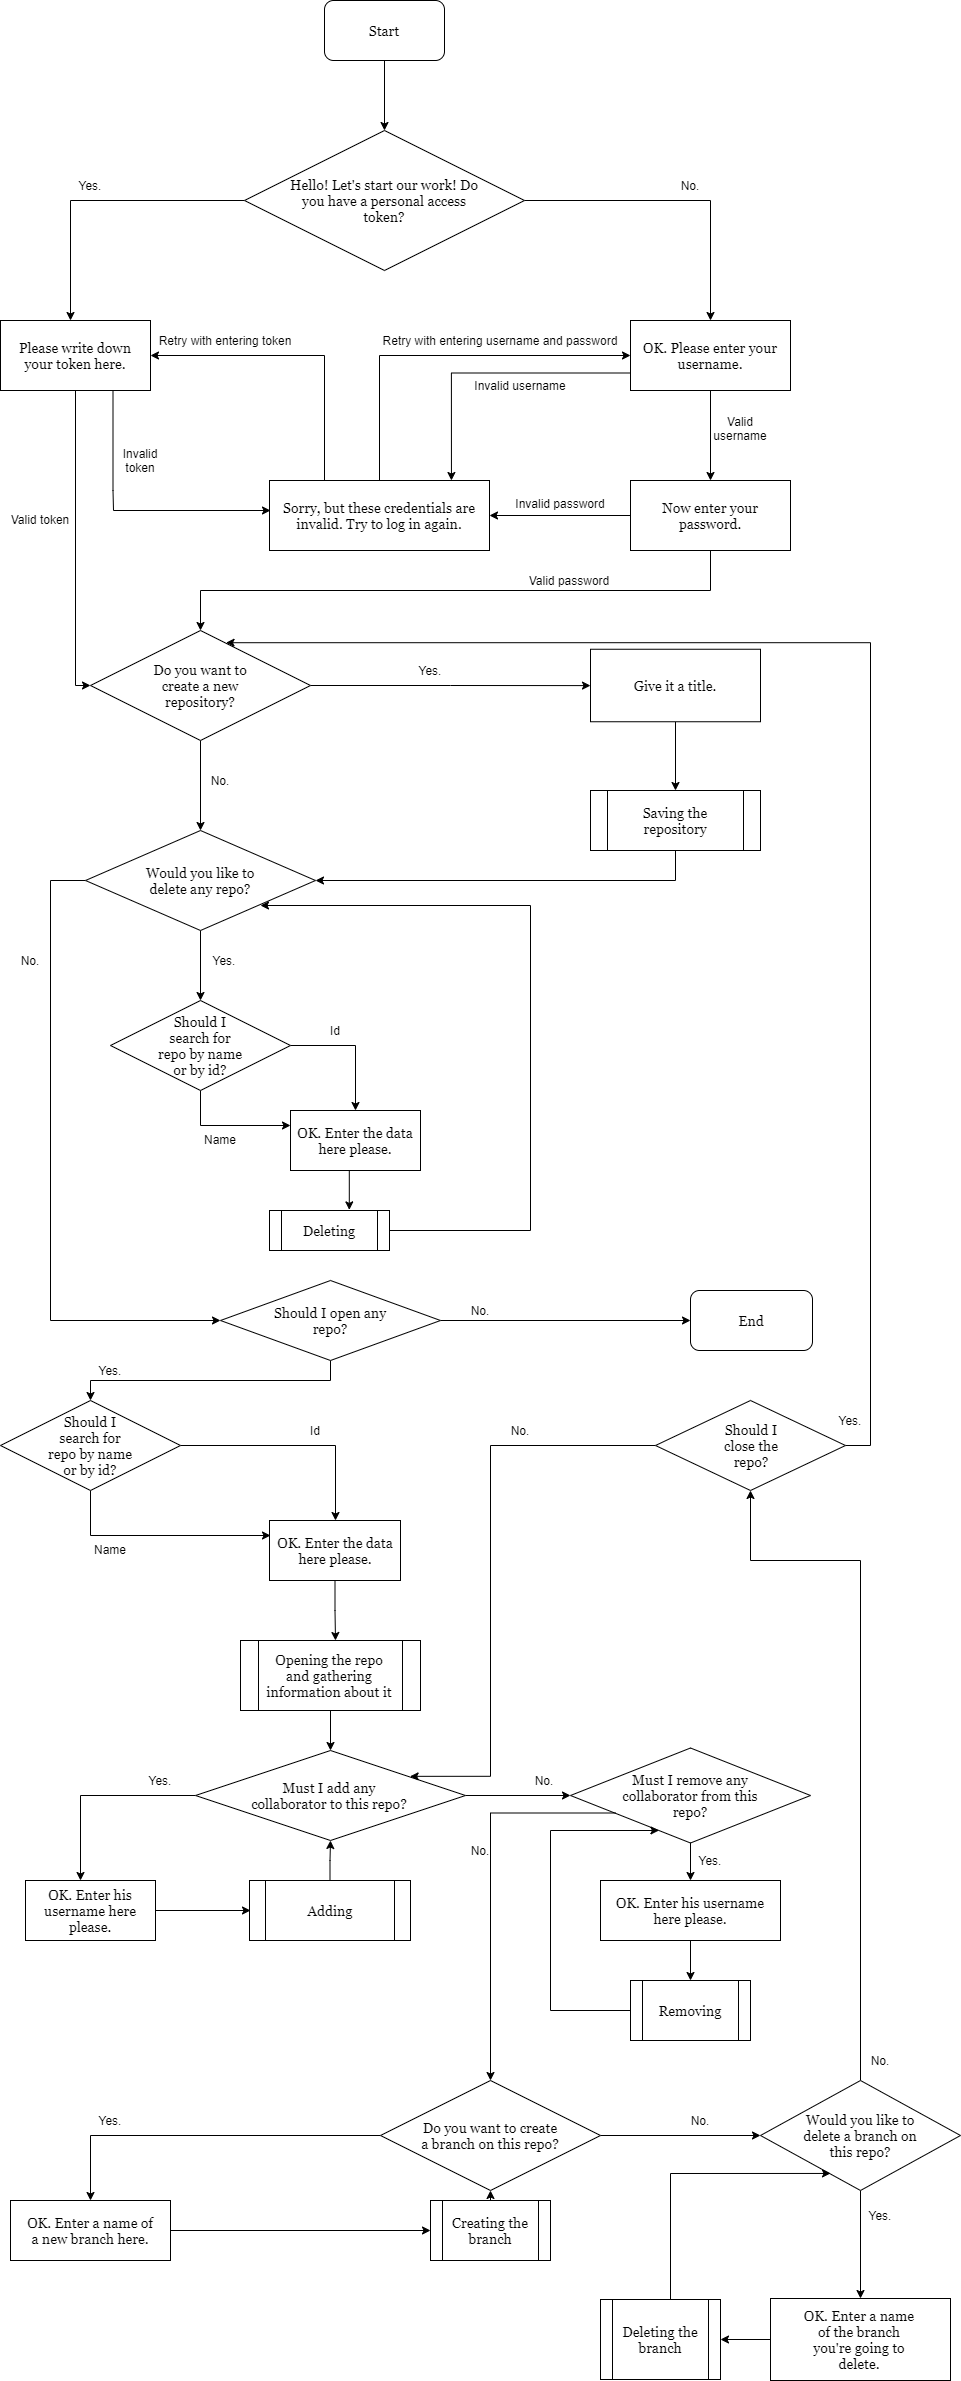 Start
Hello! Let's start our work! Do
you have a personal access
token?
Yes.
No.
Please write down
your token here.
Retry with entering token
Retry with entering username and password
OK. Please enter your
username.
Invalid username
Valid
username
Invalid
token
Valid token
Sorry, but these credentials are
invalid. Try to log in again.
Invalid password
Now enter your
password.
Valid password
Do you want to
create a new
repository?
Yes.
Give it a title.
No.
Saving the
repository
Would you like to
delete any repo?
No.
Yes.
Should I
search for
repo by name
or by id?
Id
Name
OK. Enter the data
here please.
Deleting
Should I open any
repo?
No.
End
Yes.
Should I
search for
repo by name
or by id?
Id
Name
No.
Should I
close the
repo?
Yes.
OK. Enter the data
here please.
Opening the repo
and gathering
information about it
Must I add any
collaborator to this repo?
Yes.
No.
Must I remove any
collaborator from this
repo?
No.
Yes.
OK. Enter his
username here
please.
Adding
OK. Enter his username
here please.
Removing
No.
Do you want to create
a branch on this repo?
Yes.
No.
Would you like to
delete a branch on
this repo?
Yes.
OK. Enter a name of
a new branch here.
Creating the
branch
Deleting the
branch
OK. Enter a name
of the branch
you're going to
delete.